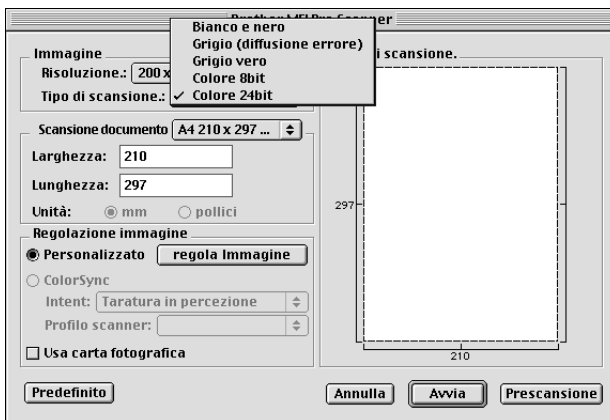 Brother MFL Pro Scanner
Bianco e nero
Grigio (diffusione errore)
Grigio vero
Colore 8bit
✓ Colore 24bit
Immagine
Risoluzione.: 200 x
Tipo di scansione.:
i scansione.
Scansione documento A4 210 x 297 ...
Larghezza: 210
Lunghezza: 297
Unità: mm pollici
Regolazione immagine
Personalizzato regola Immagine
ColorSync
Intent: Taratura in percezione
Profilo scanner:
Usa carta fotografica
297
210
Predefinito
Annulla
Avvia
Prescansione